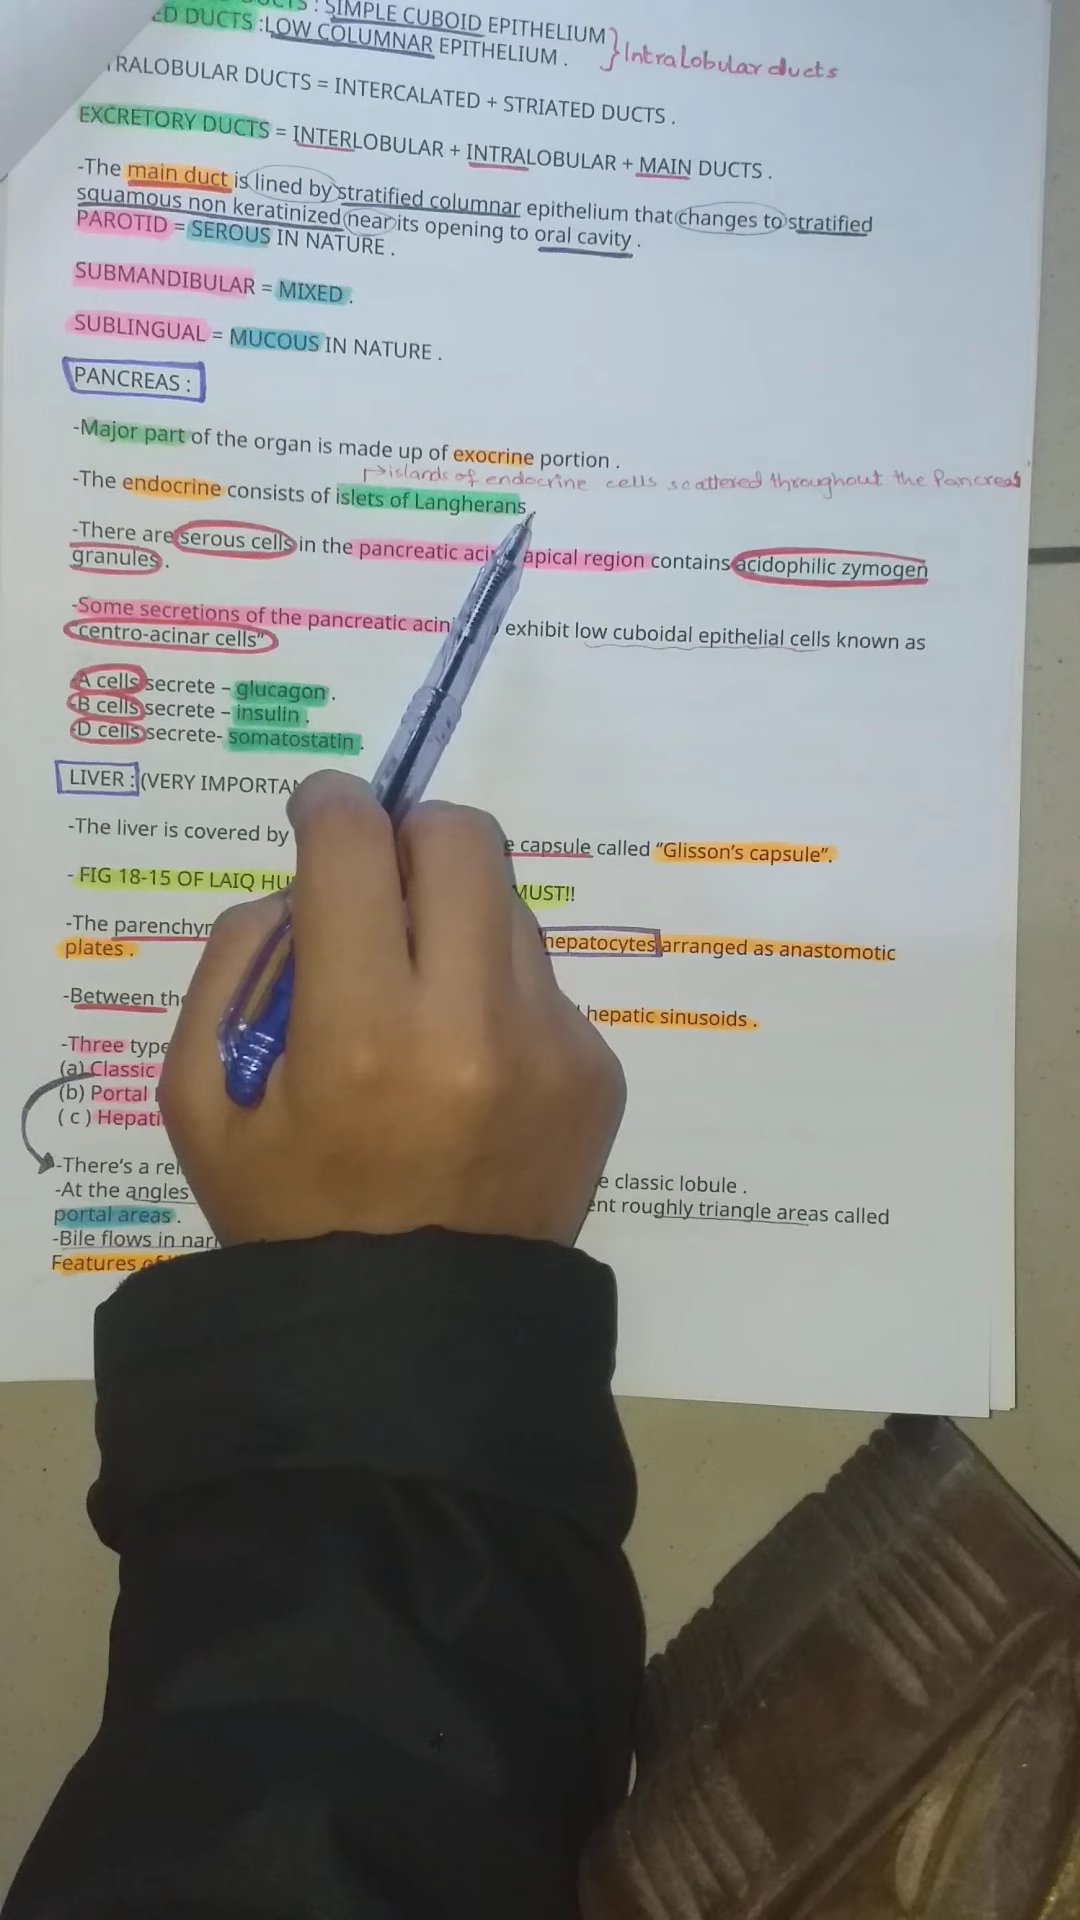 : SIMPLE CUBOID EPITHELIUM
ED DUCTS :LOW COLUMNAR EPITHELIUM .
} IntraLobular ducts
RALOBULAR DUCTS = INTERCALATED + STRIATED DUCTS .
EXCRETORY DUCTS = INTERLOBULAR + INTRALOBULAR + MAIN DUCTS .
-The main duct is lined by stratified columnar epithelium that changes to stratified
squamous non keratinized near its opening to oral cavity .
PAROTID = SEROUS IN NATURE .
SUBMANDIBULAR = MIXED .
SUBLINGUAL = MUCOUS IN NATURE .
PANCREAS :
-Major part of the organ is made up of exocrine portion .
→islands of endocrine cells scattered throughout the Pancreas
-The endocrine consists of islets of Langherans.
-There are serous cells in the pancreatic aci apical region contains acidophilic zymogen
granules .
-Some secretions of the pancreatic acin exhibit low cuboidal epithelial cells known as
"centro-acinar cells"
-A cells secrete – glucagon .
-B cells secrete – insulin .
-D cells secrete- somatostatin .
LIVER : (VERY IMPORTA
-The liver is covered by e capsule called “Glisson’s capsule”.
- FIG 18-15 OF LAIQ HU MUST!!
-The parenchy hepatocytes arranged as anastomotic
plates .
-Between the hepatic sinusoids .
-Three type
(a) Classic
(b) Portal
( c ) Hepati
-There’s a rel e classic lobule .
-At the angles ent roughly triangle areas called
portal areas .
-Bile flows in nar
Features of